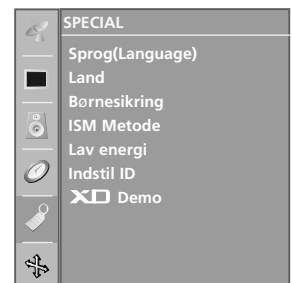 SPECIAL
Sprog(Language)
Land
Børnesikring
ISM Metode
Lav energi
Indstil ID
XD Demo